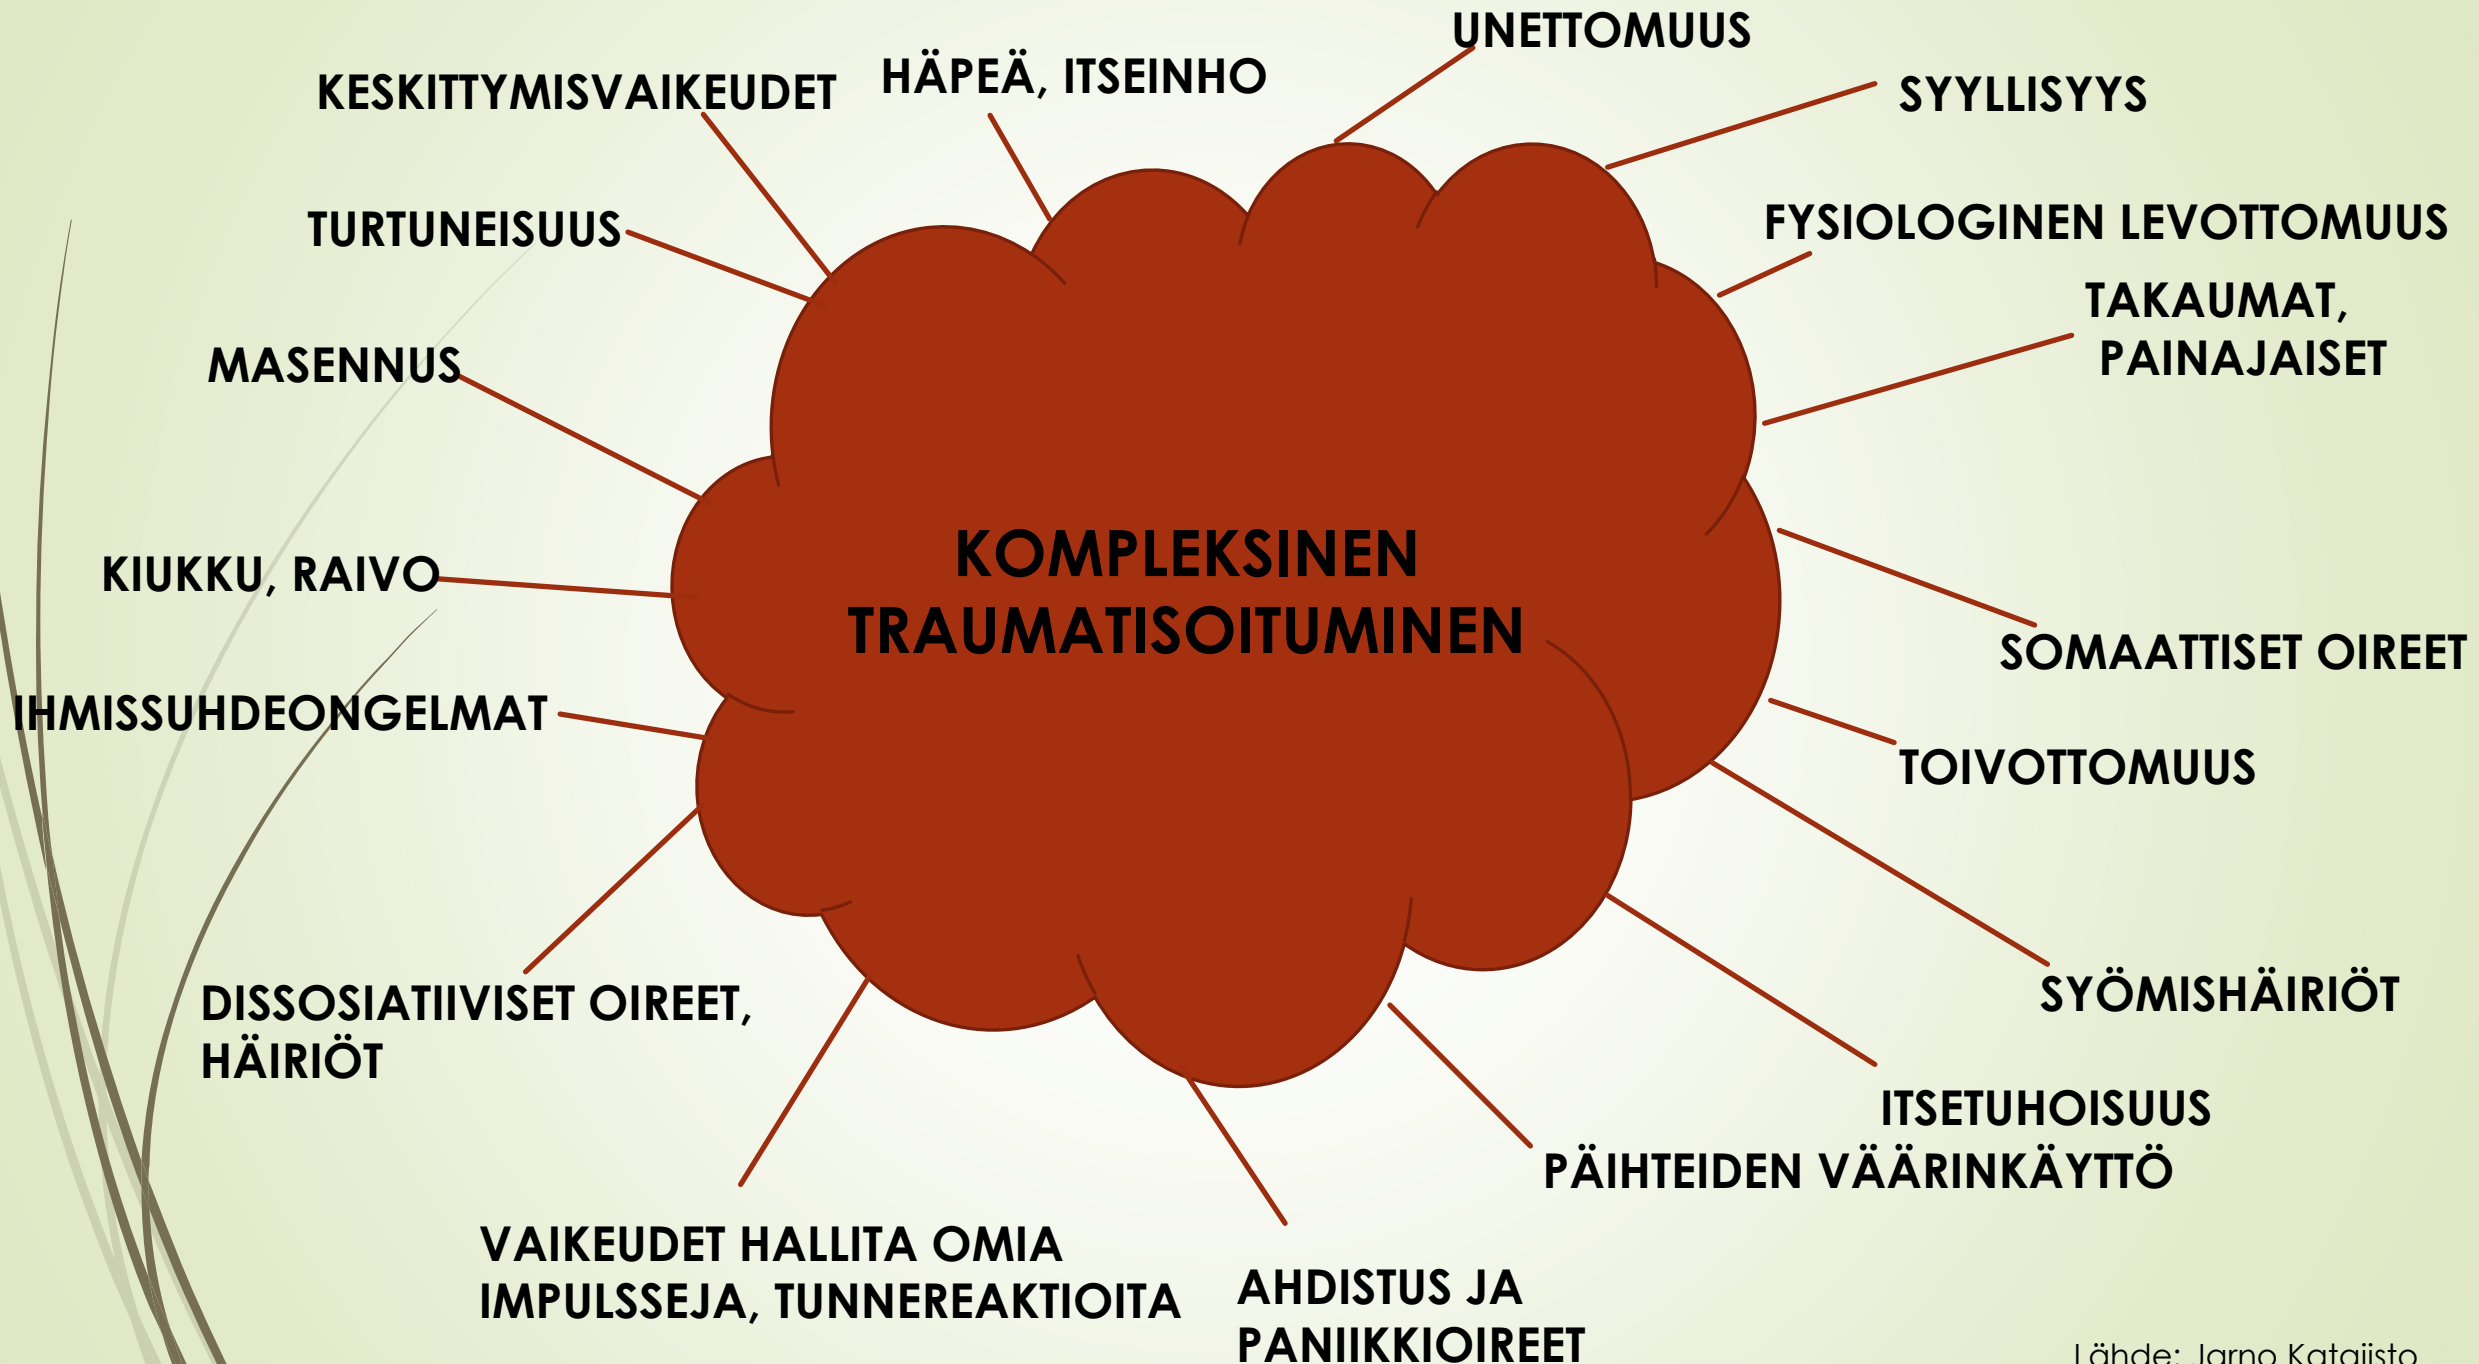 UNETTOMUUS
KESKITTYMISVAIKEUDET
HÄPEÄ, ITSEINHO
SYYLLISYYS
TURTUNEISUUS
FYSIOLOGINEN LEVOTTOMUUS
TAKAUMAT,
PAINAJAISET
MASENNUS
KOMPLEKSINEN
TRAUMATISOITUMINEN
KIUKKU, RAIVO
SOMAATTISET OIREET
IHMISSUHDEONGELMAT
TOIVOTTOMUUS
DISSOSIATIIVISET OIREET,
HÄIRIÖT
SYÖMISHÄIRIÖT
ITSETUHOISUUS
PÄIHTEIDEN VÄÄRINKÄYTTÖ
VAIKEUDET HALLITA OMIA
IMPULSSEJA, TUNNEREAKTIOITA
AHDISTUS JA
PANIIKKIOIREET
Lähde: Jarno Katajisto